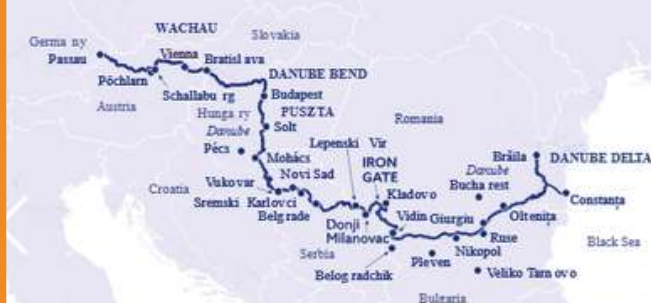 WACHAU
Germa ny
Slovakia
Passau
Vienna
Bratisl ava
Pöchlarn
DANUBE BEND
Schallabu rg
Budapest
Austria
Hunga ry
PUSZTA
Danube
Solt
Romania
Lepenski Vir
Pécs
Mohács
IRON
GATE
Brăila
DANUBE DELTA
Danube
Novi Sad
Bucha rest
Croatia
Vukovar
Kladovo
Constanța
Sremski Karlovci
Vidin
Giurgiu
Oltenița
Belg rade
Donji
Milanovac
Ruse
Black Sea
Serbia
Nikopol
Belog radchik
Pleven
Veliko Tarn ovo
Bulgaria